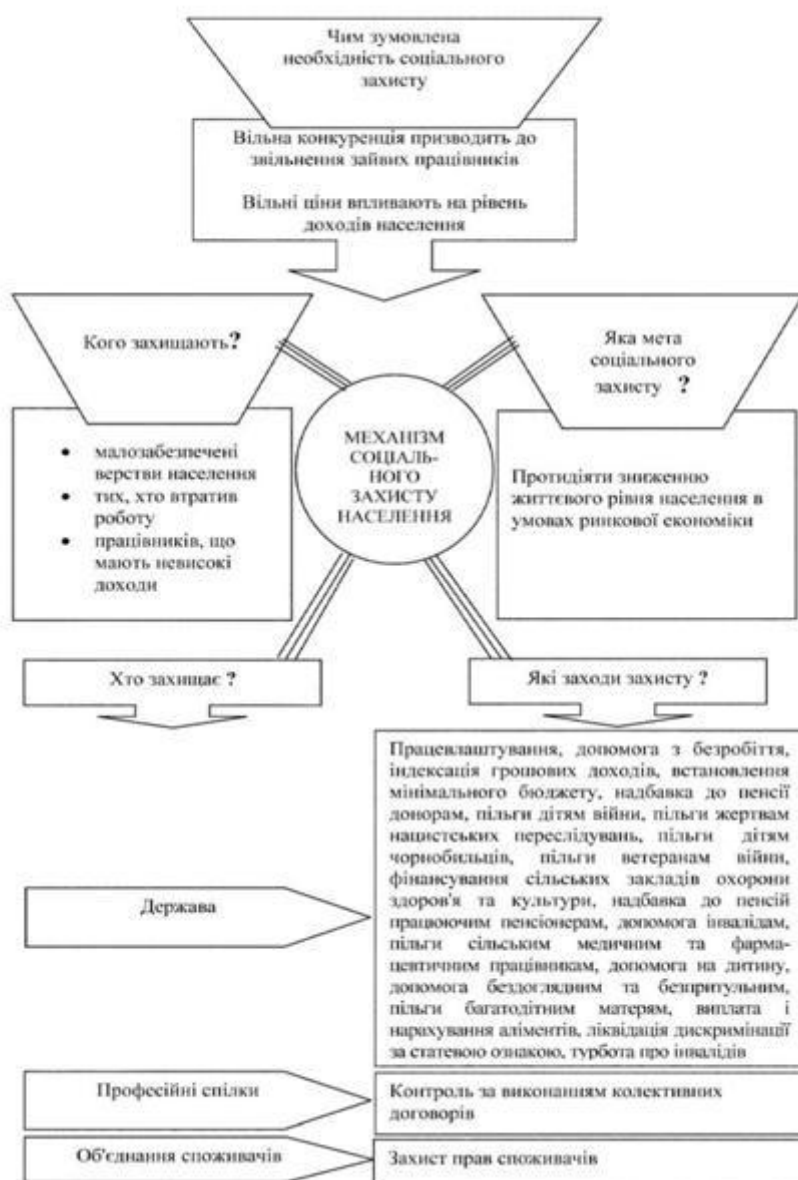 Чим зумовлена
необхідність соціального
захисту
Вільна конкуренція призводить до
звільнення зайвих працівників
Вільні ціни впливають на рівень
доходів населення
Кого захищають?
Яка мета
соціального
захисту ?
• малозабезпечені
верстви населення
• тих, хто втратив
роботу
• працівників, що
мають невисокі
доходи
МЕХАНІЗМ
СОЦІАЛЬ-
НОГО
ЗАХИСТУ
НАСЕЛЕННЯ
Протидіяти зниженню
життєвого рівня населення в
умовах ринкової економіки
Хто захищає ?
Які заходи захисту ?
Держава
Працевлаштування, допомога з безробіття,
індексація грошових доходів, встановлення
мінімального бюджету, надбавка до пенсії
донорам, пільги дітям війни, пільги жертвам
нацистських переслідувань, пільги дітям
чорнобильців, пільги ветеранам війни,
фінансування сільських закладів охорони
здоров'я та культури, надбавка до пенсій
працюючим пенсіонерам, допомога інвалідам,
пільги сільським медичним та фарма-
цевтичним працівникам, допомога на дитину,
допомога бездоглядним та безпритульним,
пільги багатодітним матерям, виплата і
нарахування аліментів, ліквідація дискримінації
за статевою ознакою, турбота про інвалідів
Професійні спілки
Контроль за виконанням колективних
договорів
Об'єднання споживачів
Захист прав споживачів